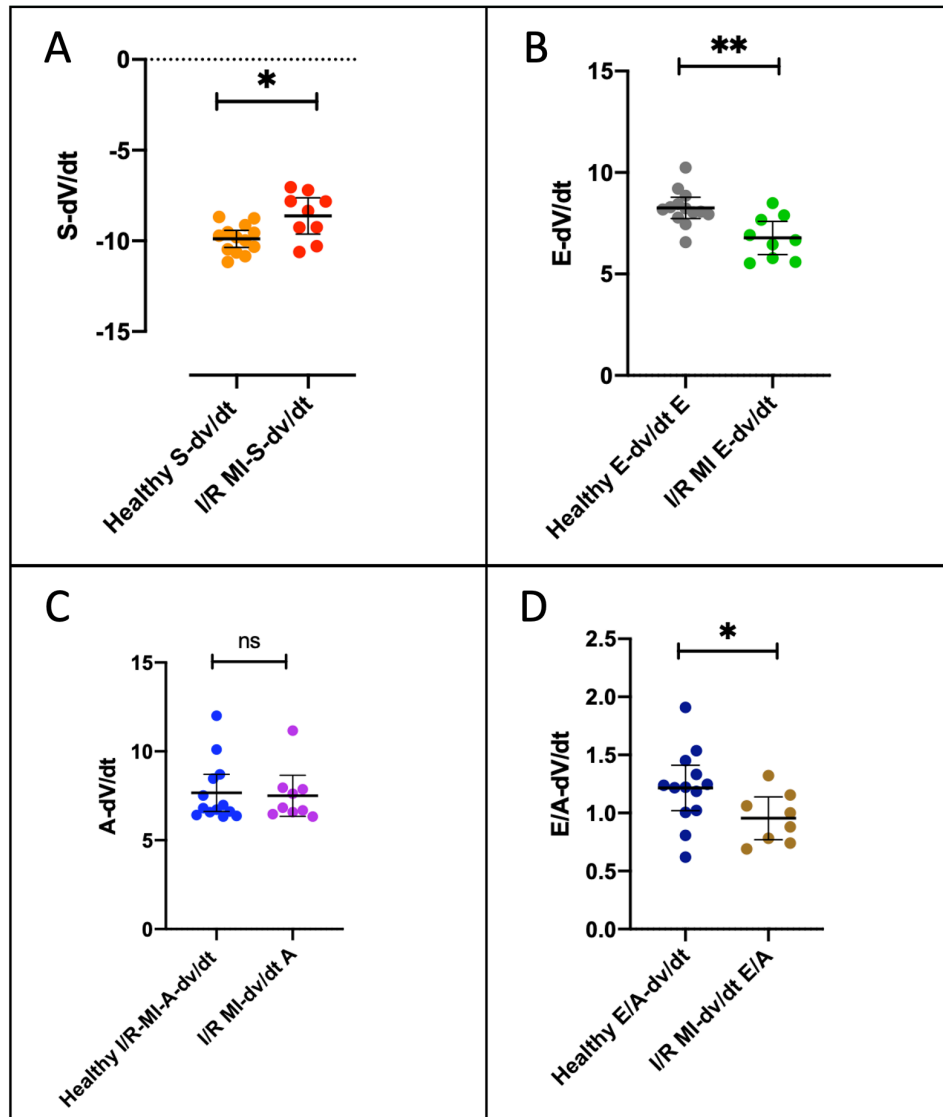 A
*
0
-5
-10
-15
S-dV/dt
Healthy S-dv/dt
I/R MI-S-dv/dt
B
**
15
10
5
0
E-dV/dt
Healthy E-dv/dt E
I/R MI E-dv/dt
C
ns
15
10
5
0
A-dV/dt
Healthy I/R-MI-A-dv/dt
I/R MI-dv/dt A
D
*
2.5
2.0
1.5
1.0
0.5
0.0
E/A-dV/dt
Healthy E/A-dv/dt
I/R MI-dv/dt E/A